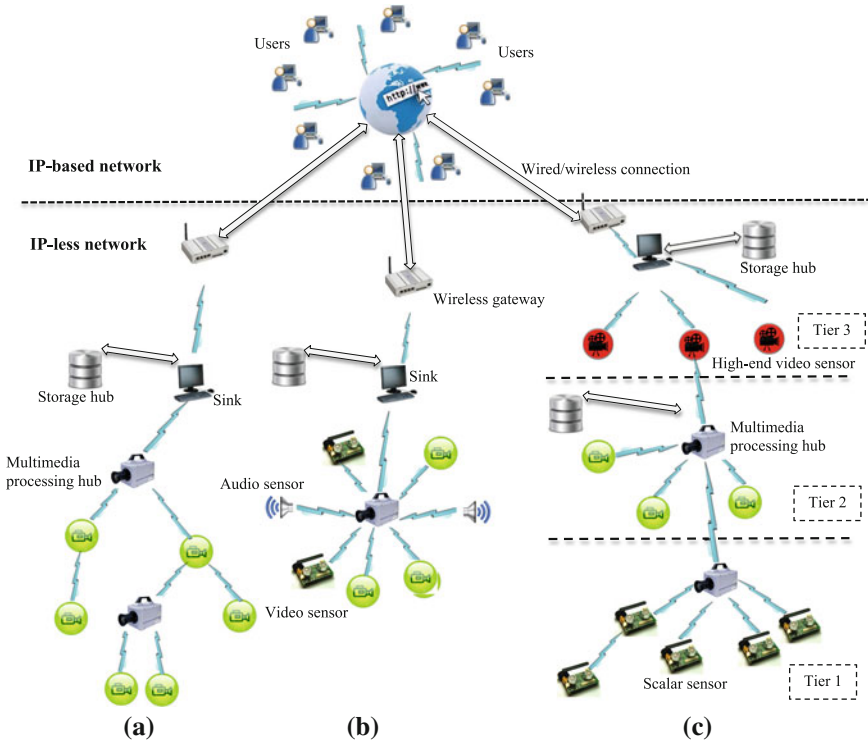 Users
Users
http://www
IP-based network
Wired/wireless connection
IP-less network
Storage hub
Wireless gateway
Tier 3
High-end video sensor
Storage hub
Sink
Sink
Multimedia
processing hub
Multimedia
processing hub
Audio sensor
Tier 2
Video sensor
Scalar sensor
Tier 1
(a)
(b)
(c)